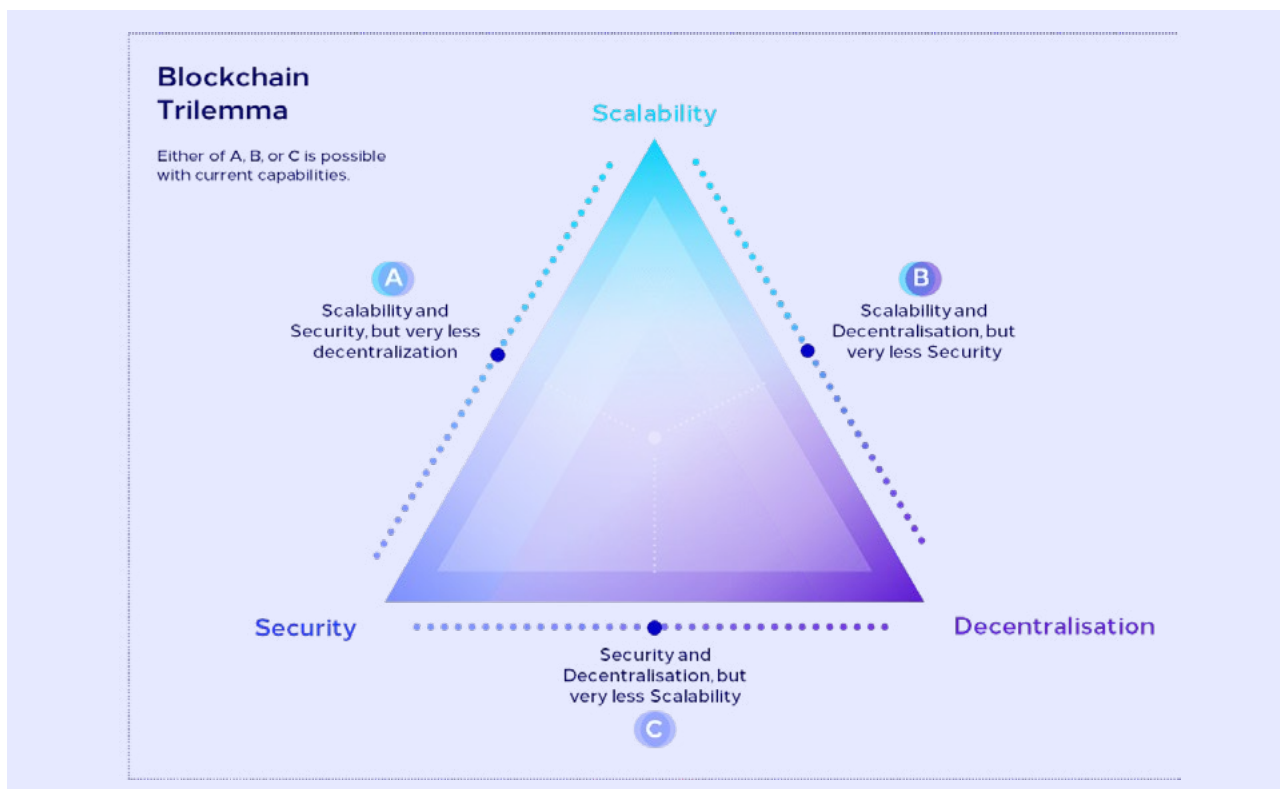 Blockchain
Trilemma
Either of A, B, or C is possible
with current capabilities.
Scalability
A
Scalability and
Security, but very less
decentralization
B
Scalability and
Decentralisation, but
very less Security
Security
Decentralisation
Security and
Decentralisation, but
very less Scalability
C